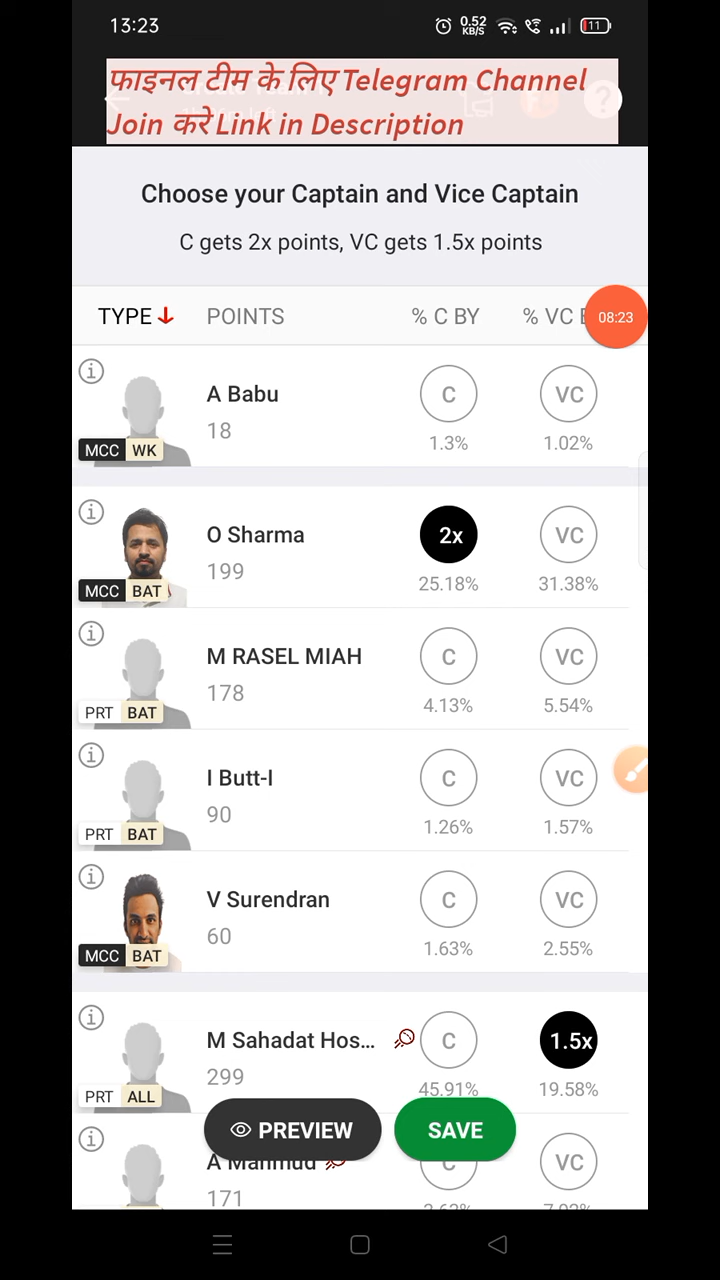 13:23
0.52
KB/S
11
फाइनल टीम के लिए Telegram Channel
Join करे Link in Description
Choose your Captain and Vice Captain
C gets 2x points, VC gets 1.5x points
TYPE POINTS % C BY % VC
08:23
A Babu C VC
18 1.3% 1.02%
MCC WK
O Sharma 2x VC
199 25.18% 31.38%
MCC BAT
M RASEL MIAH C VC
178 4.13% 5.54%
PRT BAT
I Butt-I C VC
90 1.26% 1.57%
PRT BAT
V Surendran C VC
60 1.63% 2.55%
MCC BAT
M Sahadat Hos... C 1.5x
299 45.91% 19.58%
PRT ALL
PREVIEW SAVE
A Mahmud C VC
171